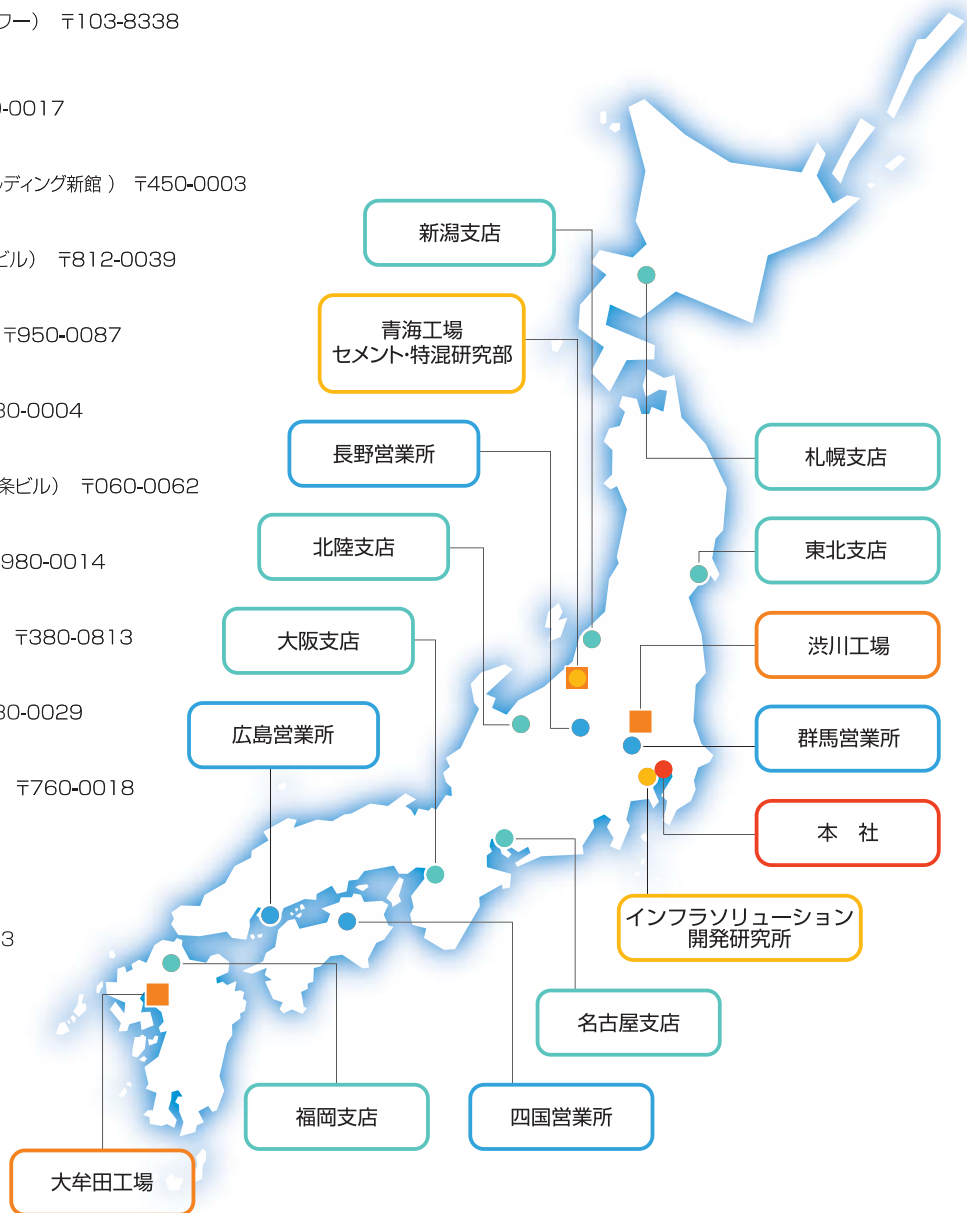 フー） 〒103-8338
-0017
ルディング新館 ） 〒450-0003
ビル） 〒812-0039
〒950-0087
30-0004
条ビル） 〒060-0062
980-0014
〒380-0813
30-0029
〒760-0018
3
新潟支店
青海工場
セメント・特混研究部
長野営業所
北陸支店
大阪支店
広島営業所
札幌支店
東北支店
渋川工場
群馬営業所
本　社
インフラソリューション
開発研究所
名古屋支店
福岡支店
四国営業所
大牟田工場